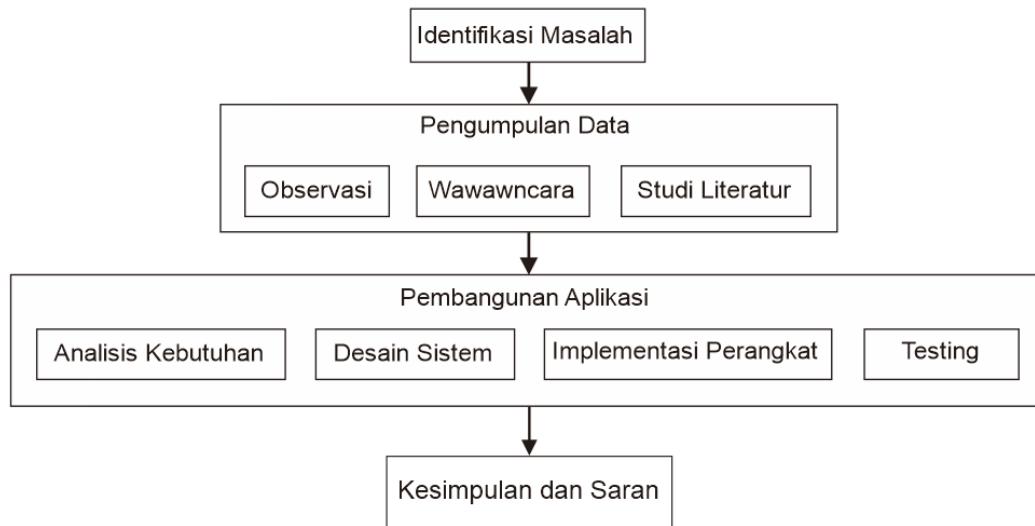 Identifikasi Masalah
Pengumpulan Data
Observasi
Wawawncara
Studi Literatur
Pembangunan Aplikasi
Analisis Kebutuhan
Desain Sistem
Implementasi Perangkat
Testing
Kesimpulan dan Saran